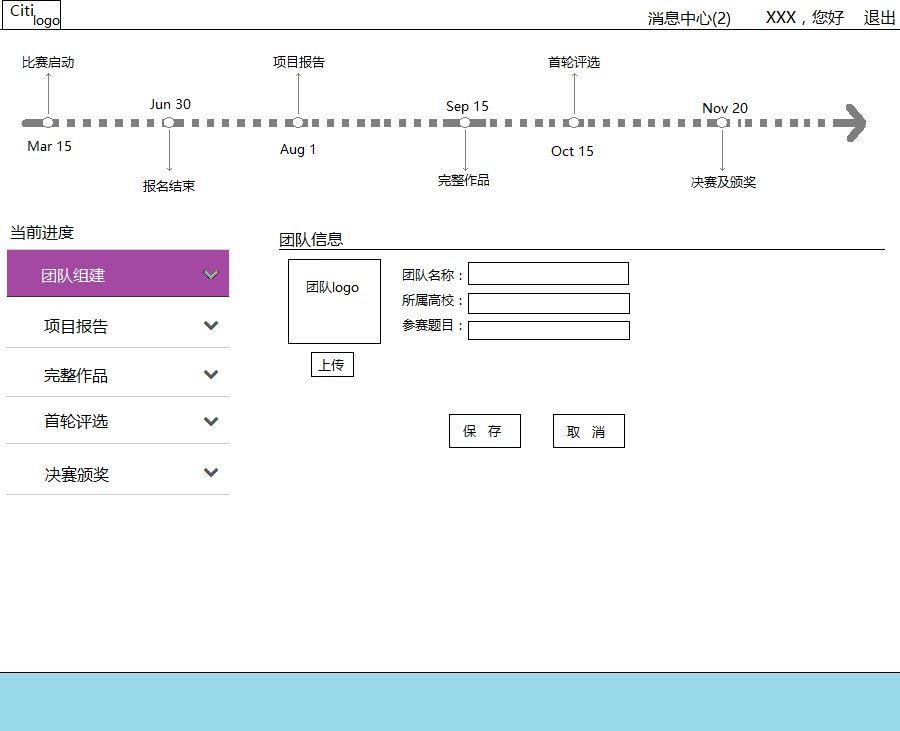 Citi
logo
消息中心(2)
XXX，您好
退出
比赛启动
项目报告
首轮评选
Jun 30
Sep 15
Nov 20
Mar 15
Aug 1
Oct 15
报名结束
完整作品
决赛及颁奖
当前进度
团队组建
项目报告
完整作品
首轮评选
决赛颁奖
团队信息
团队logo
上传
团队名称：
所属高校：
参赛题目：
保 存
取 消